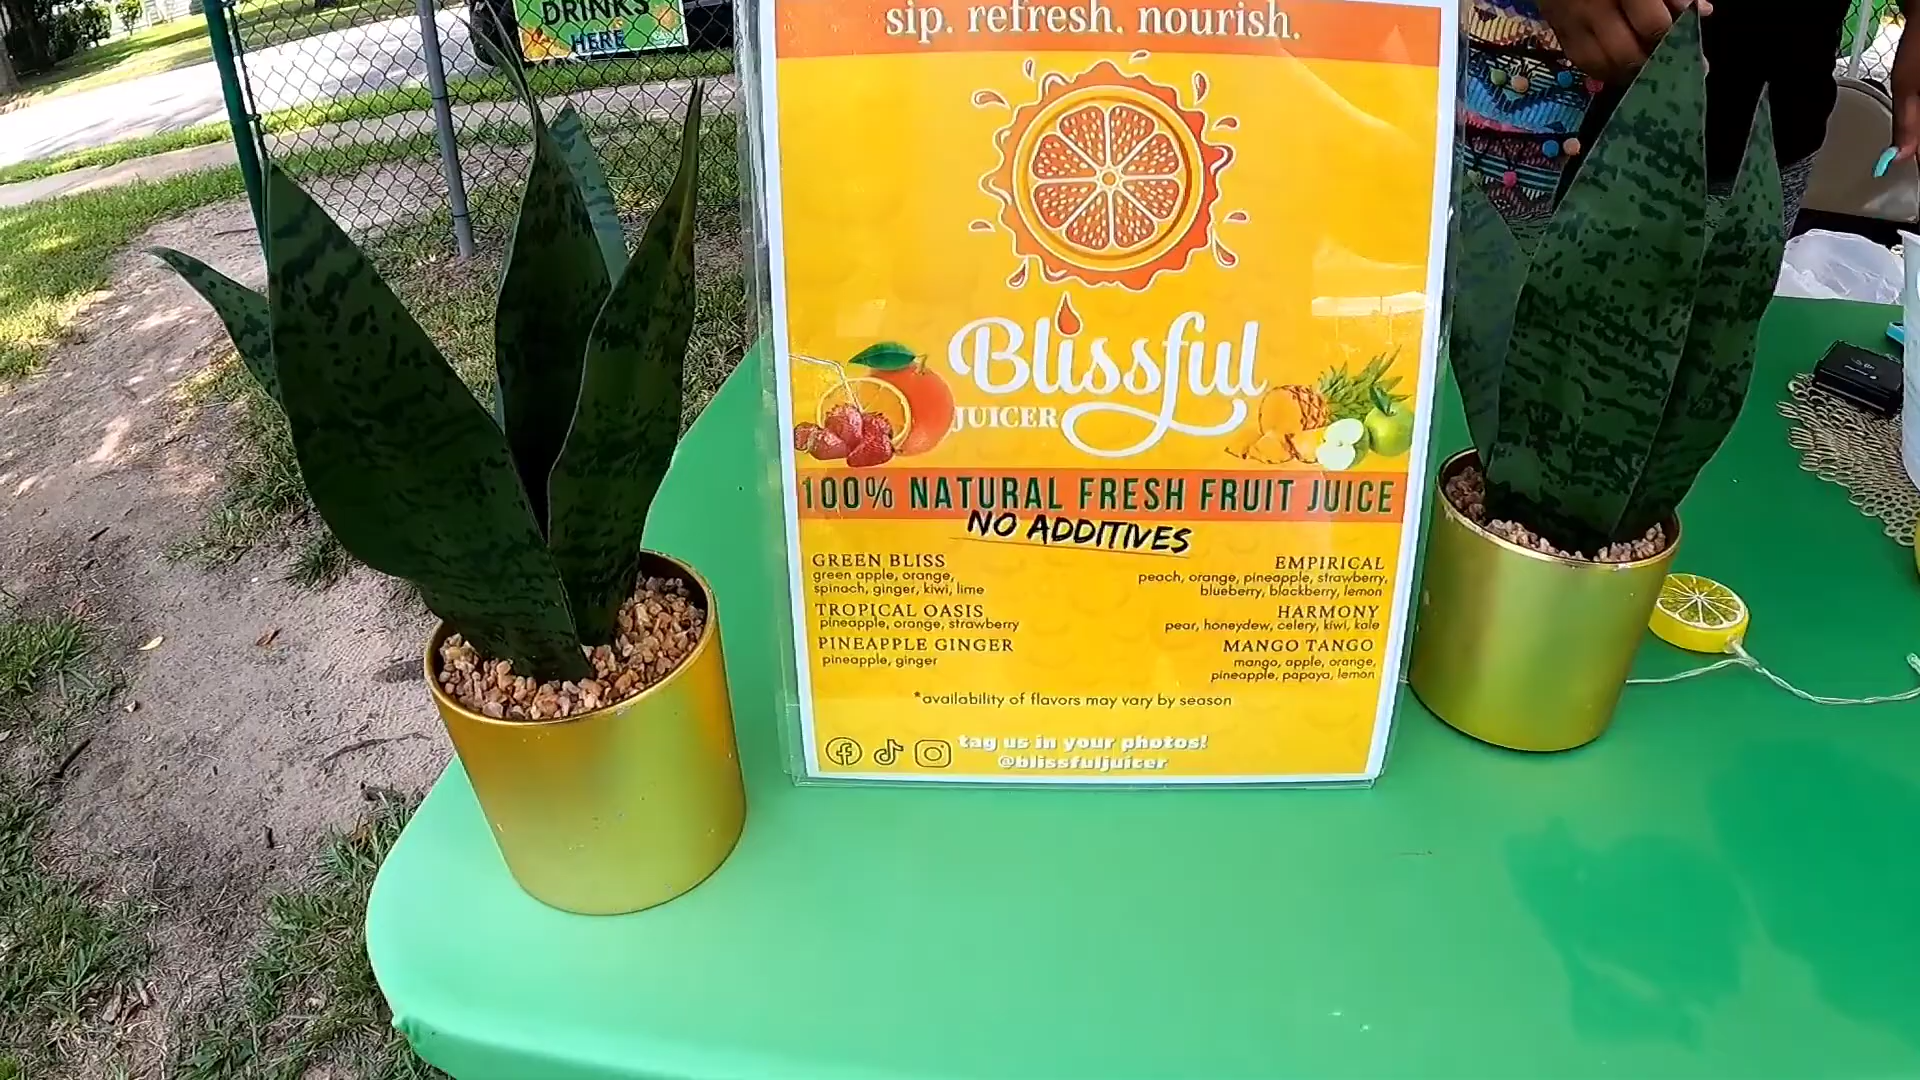 DRINKS
HERE
sip. refresh. nourish.
Blissful
JUICER
100% NATURAL FRESH FRUIT JUICE
NO ADDITIVES
GREEN BLISS
green apple, orange,
spinach, ginger, kiwi, lime
TROPICAL OASIS
pineapple, orange, strawberry
PINEAPPLE GINGER
pineapple, ginger
EMPIRICAL
peach, orange, pineapple, strawberry,
blueberry, blackberry, lemon
HARMONY
pear, honeydew, celery, kiwi, kale
MANGO TANGO
mango, apple, orange,
pineapple, papaya, lemon
*availability of flavors may vary by season
tag us in your photos!
@blissfuljuicer